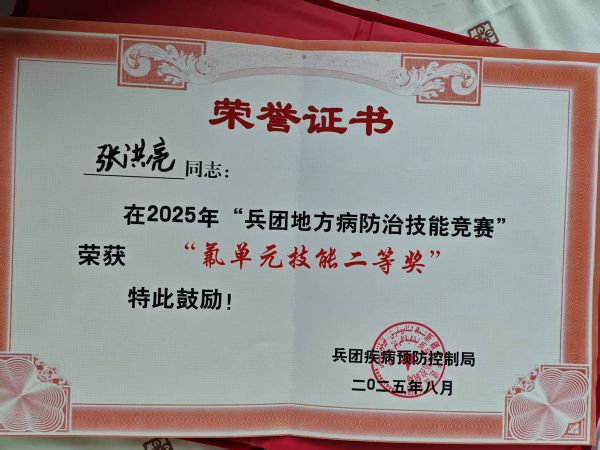 荣誉证书
张洪亮同志：
在2025年“兵团地方病防治技能竞赛”
荣获 “氟单元技能二等奖”
特此鼓励！
兵团疾病预防控制局
二0二五年八月